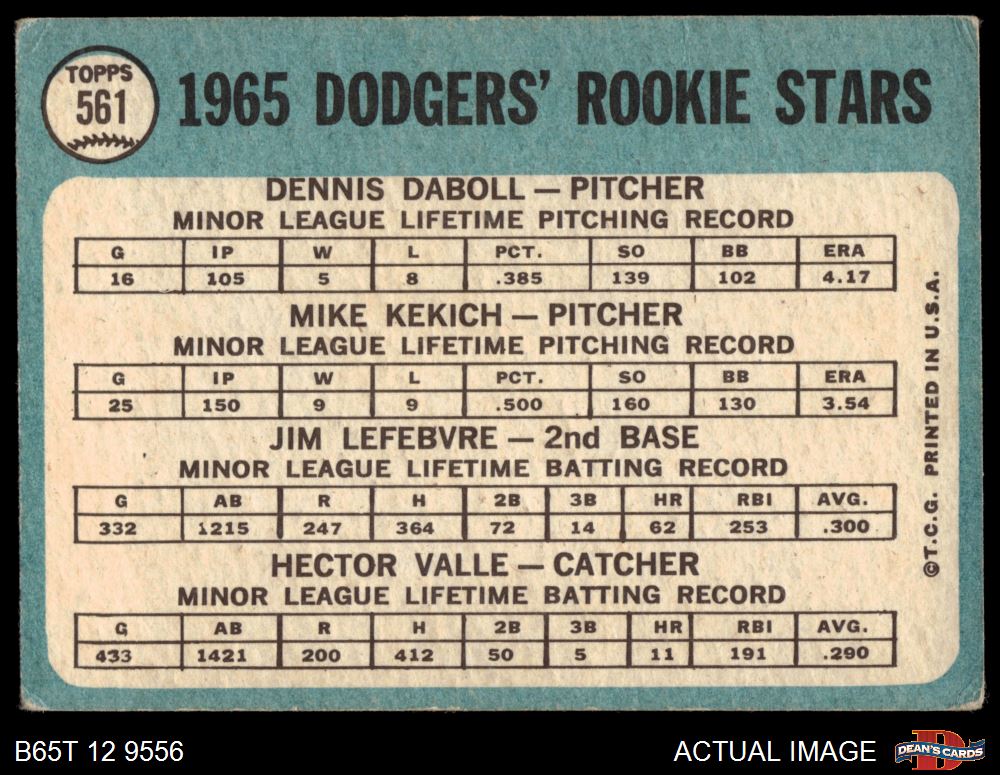 TOPPS
561
1965 DODGERS' ROOKIE STARS
DENNIS DABOLL — PITCHER
MINOR LEAGUE LIFETIME PITCHING RECORD
G IP W L PCT. SO BB ERA
16 105 5 8 .385 139 102 4.17
MIKE KEKICH — PITCHER
MINOR LEAGUE LIFETIME PITCHING RECORD
G IP W L PCT. SO BB ERA
25 150 9 9 .500 160 130 3.54
JIM LEFEBVRE — 2nd BASE
MINOR LEAGUE LIFETIME BATTING RECORD
G AB R H 2B 3B HR RBI AVG.
332 1215 247 364 72 14 62 253 .300
HECTOR VALLE — CATCHER
MINOR LEAGUE LIFETIME BATTING RECORD
G AB R H 2B 3B HR RBI AVG.
433 1421 200 412 50 5 11 191 .290
©T.C.G. PRINTED IN U.S.A.
B65T 12 9556
ACTUAL IMAGE
DEAN'S CARDS